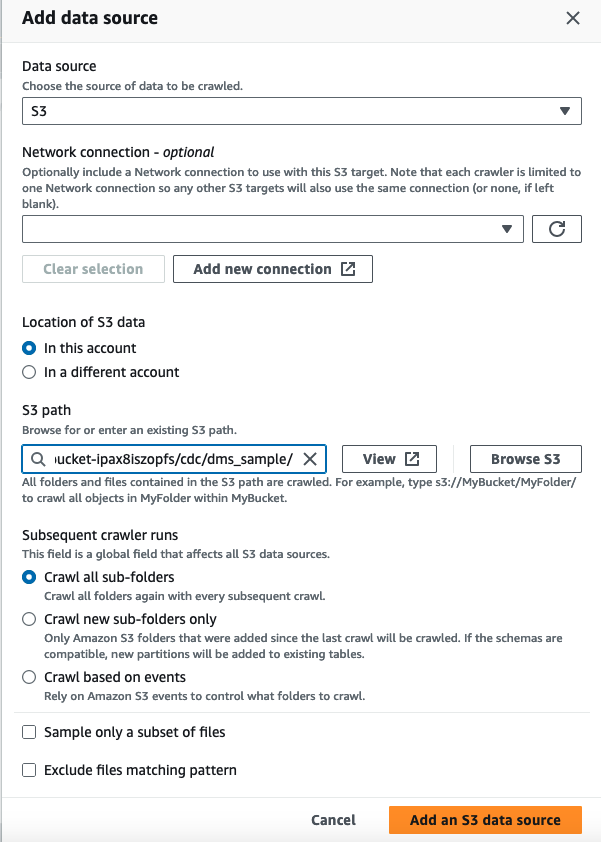 Add data source
Data source
Choose the source of data to be crawled.
S3
Network connection - optional
Optionally include a Network connection to use with this S3 target. Note that each crawler is limited to
one Network connection so any other S3 targets will also use the same connection (or none, if left
blank).
Clear selection
Add new connection
Location of S3 data
In this account
In a different account
S3 path
Browse for or enter an existing S3 path.
ucket-ipax8iszopfs/cdc/dms_sample/
View
Browse S3
All folders and files contained in the S3 path are crawled. For example, type s3://MyBucket/MyFolder/
to crawl all objects in MyFolder within MyBucket.
Subsequent crawler runs
This field is a global field that affects all S3 data sources.
Crawl all sub-folders
Crawl all folders again with every subsequent crawl.
Crawl new sub-folders only
Only Amazon S3 folders that were added since the last crawl will be crawled. If the schemas are
compatible, new partitions will be added to existing tables.
Crawl based on events
Rely on Amazon S3 events to control what folders to crawl.
Sample only a subset of files
Exclude files matching pattern
Cancel
Add an S3 data source